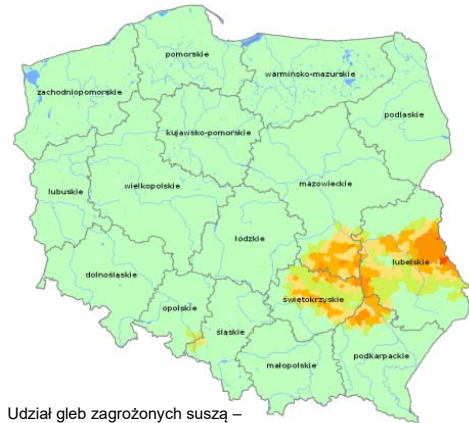 pomorskie
zachodniopomorskie
warmińsko-mazurskie
podlaskie
kujawsko-pomorskie
mazowieckie
lubuskie
wielkopolskie
łódzkie
lubelskie
dolnośląskie
opolskie
świętokrzyskie
śląskie
małopolskie
podkarpackie
Udział gleb zagrożonych suszą –